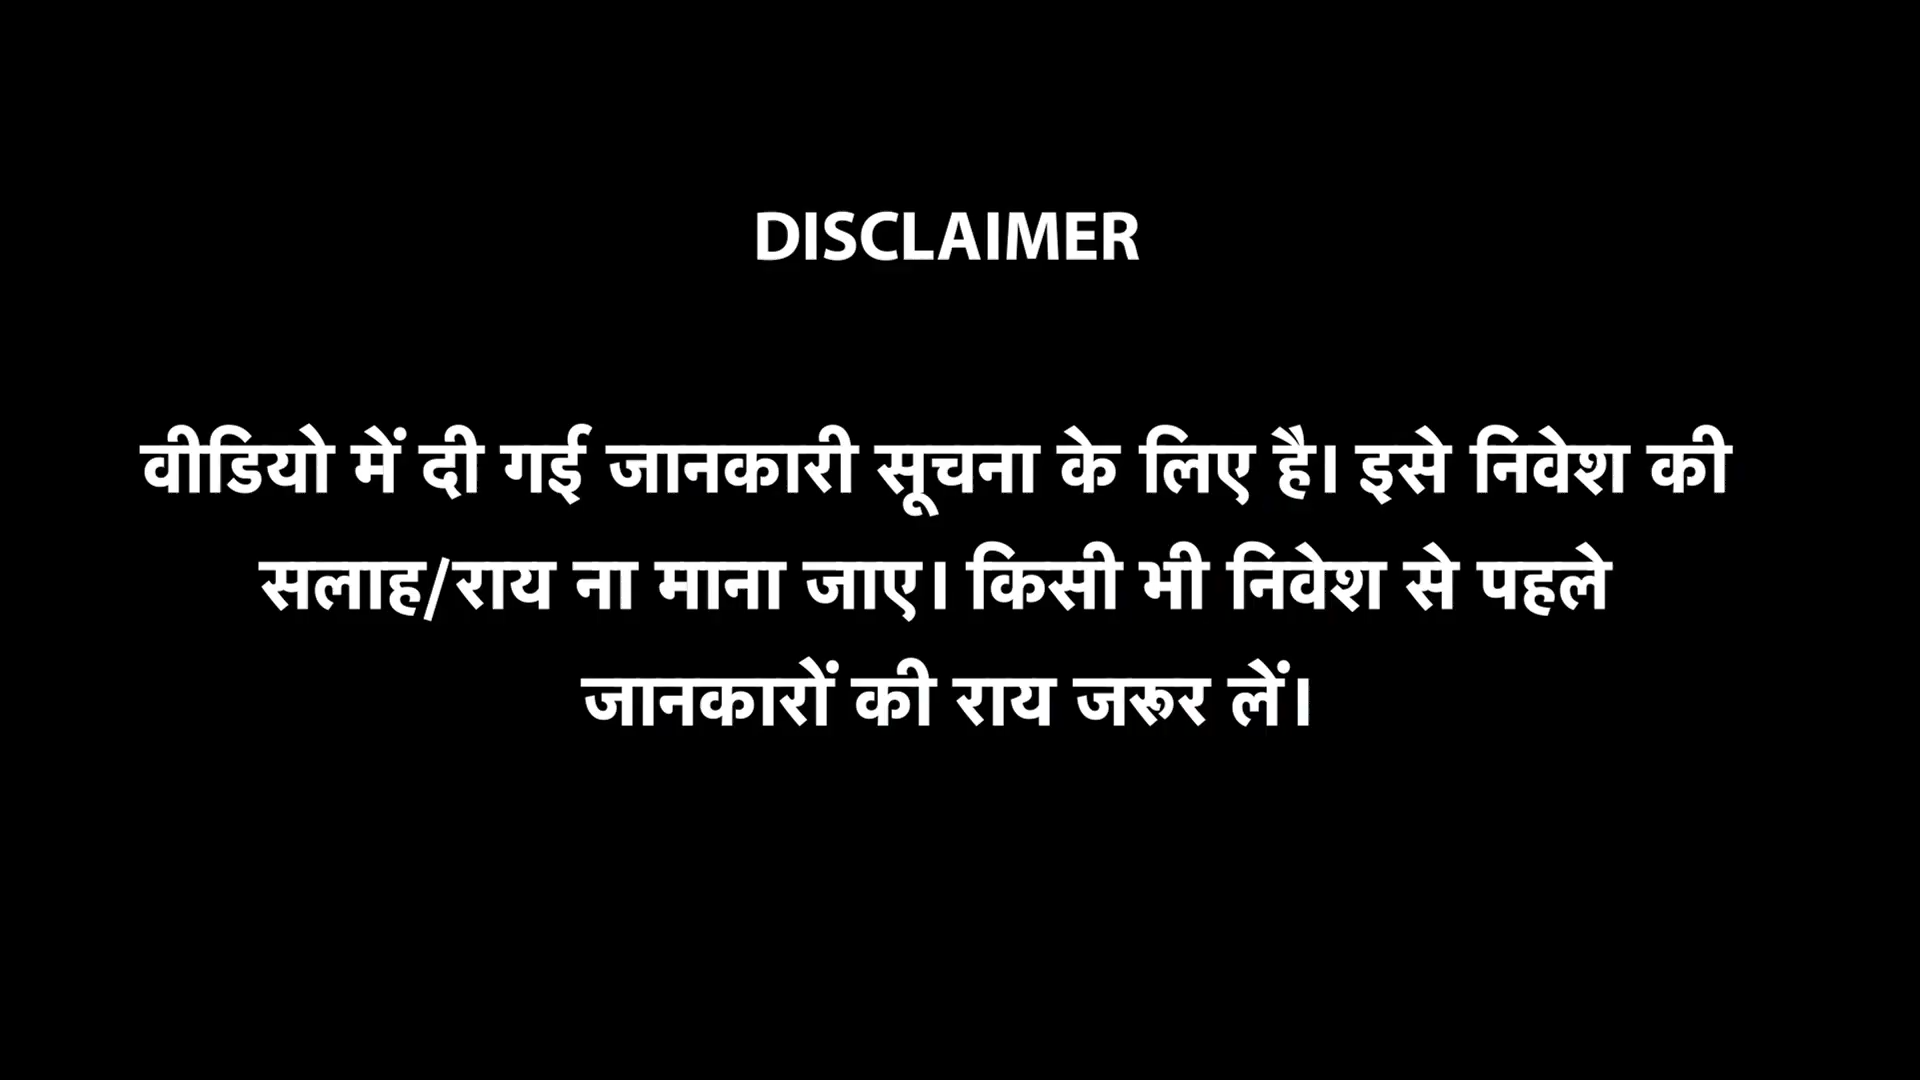 DISCLAIMER
वीडियो में दी गई जानकारी सूचना के लिए है। इसे निवेश की
सलाह/राय ना माना जाए। किसी भी निवेश से पहले
जानकारों की राय जरूर लें।